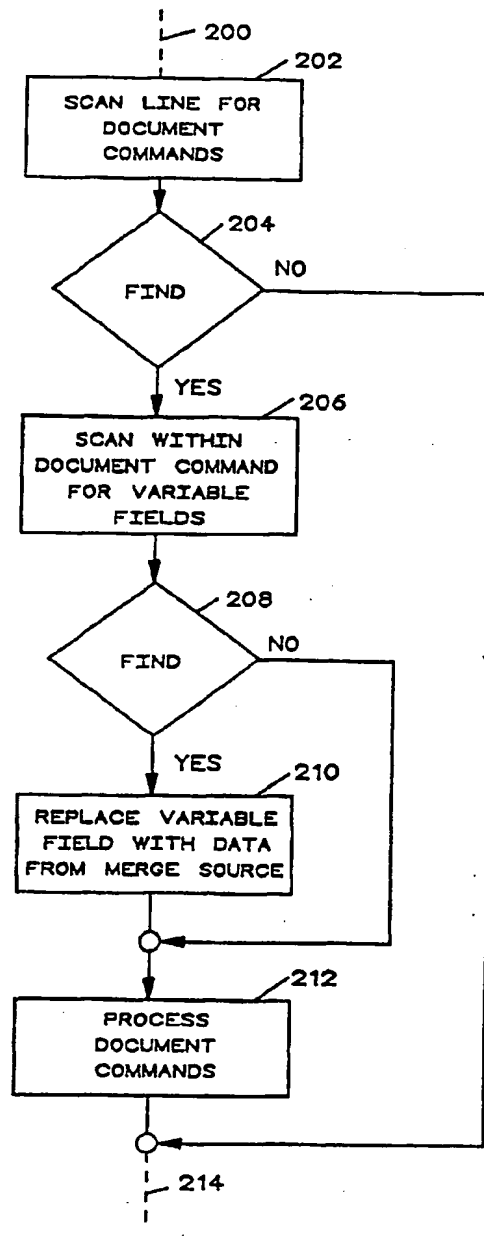 200
202
SCAN LINE FOR
DOCUMENT
COMMANDS
204
FIND
NO
YES
206
SCAN WITHIN
DOCUMENT COMMAND
FOR VARIABLE
FIELDS
208
FIND
NO
YES
210
REPLACE VARIABLE
FIELD WITH DATA
FROM MERGE SOURCE
212
PROCESS
DOCUMENT
COMMANDS
214